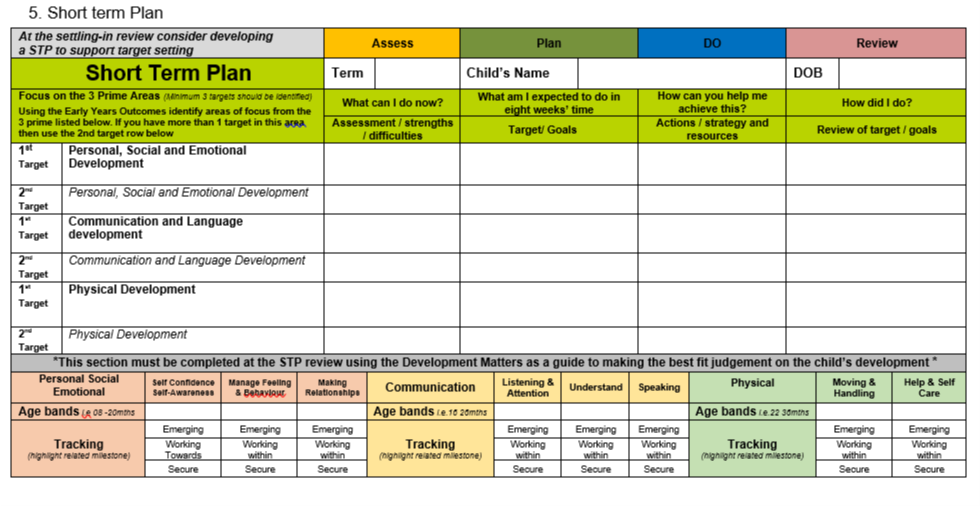 5. Short term Plan
At the settling-in review consider developing
a STP to support target setting
Assess
Plan
DO
Review
Short Term Plan
Term
Child's Name
DOB
Focus on the 3 Prime Areas (Minimum 3 targets should be identified)
Using the Early Years Outcomes identify areas of focus from the
3 prime listed below. If you have more than 1 target in this area,
then use the 2nd target row below
What can I do now?
What am I expected to do in
eight weeks' time
How can you help me
achieve this?
How did I do?
Assessment / strengths
/ difficulties
Target/ Goals
Actions / strategy and
resources
Review of target / goals
1st
Target
Personal, Social and Emotional
Development
2nd
Target
Personal, Social and Emotional Development
1st
Target
Communication and Language
development
2nd
Target
Communication and Language Development
1st
Target
Physical Development
2nd
Target
Physical Development
*This section must be completed at the STP review using the Development Matters as a guide to making the best fit judgement on the child's development *
Personal Social
Emotional
Self Confidence
Self-Awareness
Manage Feeling
& Behaviour
Making
Relationships
Communication
Listening &
Attention
Understand
Speaking
Physical
Moving &
Handling
Help & Self
Care
Age bands i.e 08 -20mths
Age bands i.e. 16 26mths
Age bands i.e.22 36mths
Tracking
(highlight related milestone)
Emerging
Emerging
Emerging
Tracking
(highlight related milestone)
Emerging
Emerging
Emerging
Tracking
(highlight related milestone)
Emerging
Emerging
Working
Towards
Working
within
Working
within
Working
within
Working
within
Working
within
Working
within
Working
within
Secure
Secure
Secure
Secure
Secure
Secure
Secure
Secure